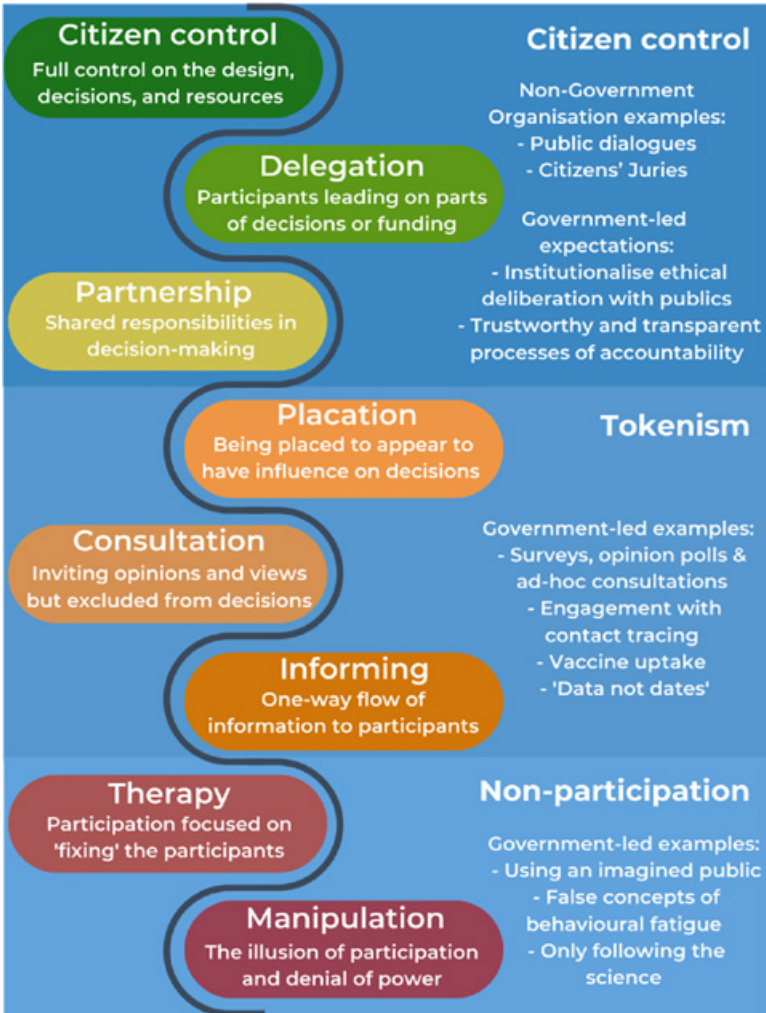 Citizen control
Full control on the design,
decisions, and resources
Delegation
Participants leading on parts
of decisions or funding
Partnership
Shared responsibilities in
decision-making
Citizen control
Non-Government
Organisation examples:
- Public dialogues
- Citizens' Juries
Government-led
expectations:
- Institutionalise ethical
deliberation with publics
- Trustworthy and transparent
processes of accountability
Placation
Being placed to appear to
have influence on decisions
Consultation
Inviting opinions and views
but excluded from decisions
Informing
One-way flow of
information to participants
Tokenism
Government-led examples:
- Surveys, opinion polls &
ad-hoc consultations
- Engagement with
contact tracing
- Vaccine uptake
- 'Data not dates'
Therapy
Participation focused on
'fixing' the participants
Manipulation
The illusion of participation
and denial of power
Non-participation
Government-led examples:
- Using an imagined public
- False concepts of
behavioural fatigue
- Only following the
science